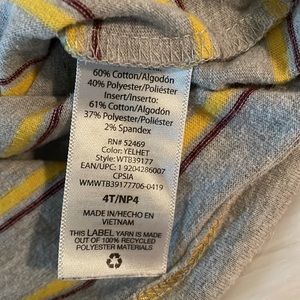 60% Cotton/Algodón
40% Polyester/Poliéster
Insert/Inserto:
61% Cotton/Algodón
37% Polyester/Poliéster
2% Spandex
RN# 52469
Color: YELHET
Style: WTB39177
EAN/UPC: 1 9204286007
CPSIA
WMWTB39177706-0419
4T/NP4
MADE IN/HECHO EN
VIETNAM
THIS LABEL YARN IS MADE
OUT OF 100% RECYCLED
POLYESTER MATERIALS